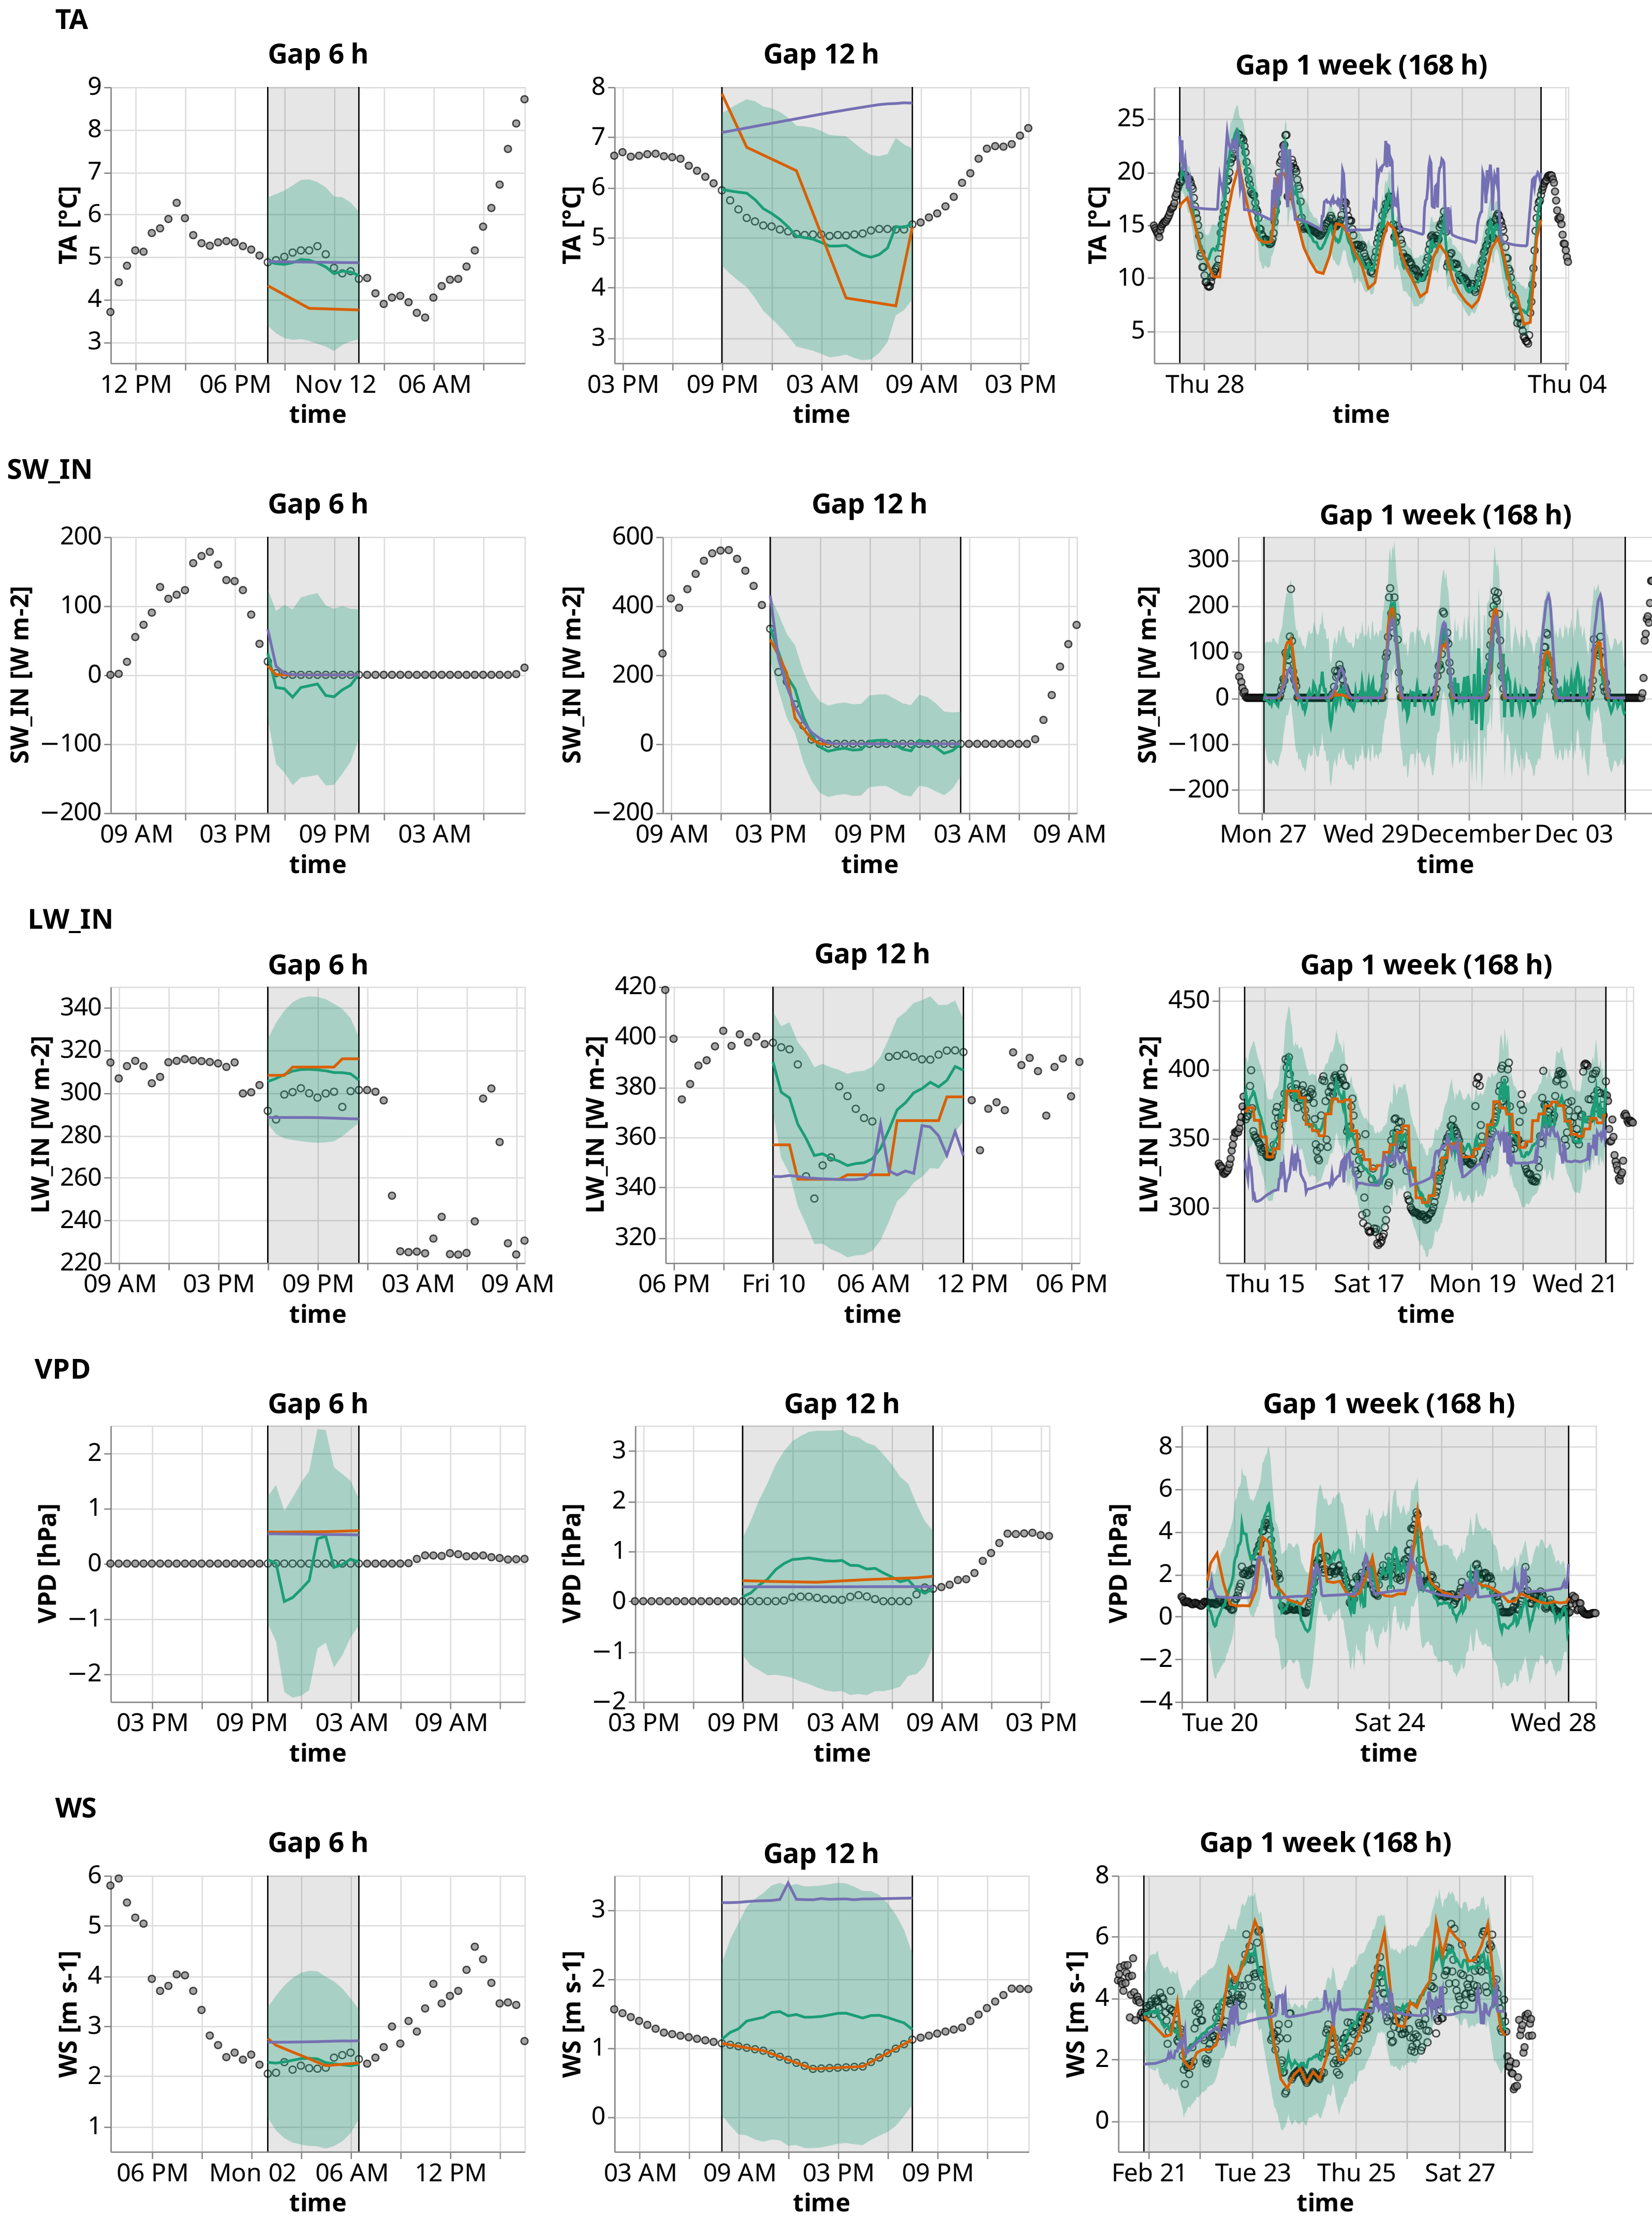 TA
Gap 6 h
Gap 12 h
Gap 1 week (168 h)
TA [°C]
9
8
7
6
5
4
3
12 PM 06 PM Nov 12 06 AM
time
TA [°C]
8
7
6
5
4
3
03 PM 09 PM 03 AM 09 AM 03 PM
time
TA [°C]
25
20
15
10
5
Thu 28 Thu 04
time
SW_IN
Gap 6 h
Gap 12 h
Gap 1 week (168 h)
SW_IN [W m-2]
200
100
0
−100
−200
09 AM 03 PM 09 PM 03 AM
time
SW_IN [W m-2]
600
400
200
0
−200
09 AM 03 PM 09 PM 03 AM 09 AM
time
SW_IN [W m-2]
300
200
100
0
−100
−200
Mon 27 Wed 29 December Dec 03
time
LW_IN
Gap 6 h
Gap 12 h
Gap 1 week (168 h)
LW_IN [W m-2]
340
320
300
280
260
240
220
09 AM 03 PM 09 PM 03 AM 09 AM
time
LW_IN [W m-2]
420
400
380
360
340
320
06 PM Fri 10 06 AM 12 PM 06 PM
time
LW_IN [W m-2]
450
400
350
300
Thu 15 Sat 17 Mon 19 Wed 21
time
VPD
Gap 6 h
Gap 12 h
Gap 1 week (168 h)
VPD [hPa]
2
1
0
−1
−2
03 PM 09 PM 03 AM 09 AM
time
VPD [hPa]
3
2
1
0
−1
−2
03 PM 09 PM 03 AM 09 AM 03 PM
time
VPD [hPa]
8
6
4
2
0
−2
−4
Tue 20 Sat 24 Wed 28
time
WS
Gap 6 h
Gap 12 h
Gap 1 week (168 h)
WS [m s-1]
6
5
4
3
2
1
06 PM Mon 02 06 AM 12 PM
time
WS [m s-1]
3
2
1
0
03 AM 09 AM 03 PM 09 PM
time
WS [m s-1]
8
6
4
2
0
Feb 21 Tue 23 Thu 25 Sat 27
time